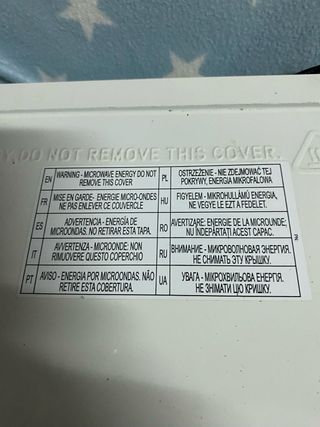 DO NOT REMOVE THIS COVER.
EN WARNING - MICROWAVE ENERGY DO NOT
REMOVE THIS COVER
FR MISE EN GARDE- ENERGIE MICRO-ONDES
NE PAS ENLEVER CE COUVERCLE
ES ADVERTENCIA - ENERGÍA DE
MICROONDAS. NO RETIRAR ESTA TAPA.
IT AVVERTENZA - MICROONDE: NON
RIMUOVERE QUESTO COPERCHIO
PT AVISO - ENERGIA POR MICROONDAS. NÃO
RETIRE ESTA COBERTURA.
PL OSTRZEŻENIE - NIE ZDEJMOWAĆ TEJ
POKRYWY, ENERGIA MIKROFALOWA
HU FIGYELEM - MIKROHULLÁMÚ ENERGIA,
NE VEGYE LE EZT A FEDELET.
RO AVERTIZARE: ENERGIE DE LA MICROUNDE;
NU ÎNDEPĂRTAȚI ACEST CAPAC.
RU ВНИМАНИЕ - МИКРОВОЛНОВАЯ ЭНЕРГИЯ.
НЕ СНИМАТЬ ЭТУ КРЫШКУ.
UA УВАГА - МІКРОХВИЛЬОВА ЕНЕРГІЯ.
НЕ ЗНІМАТИ ЦЮ КРИШКУ.